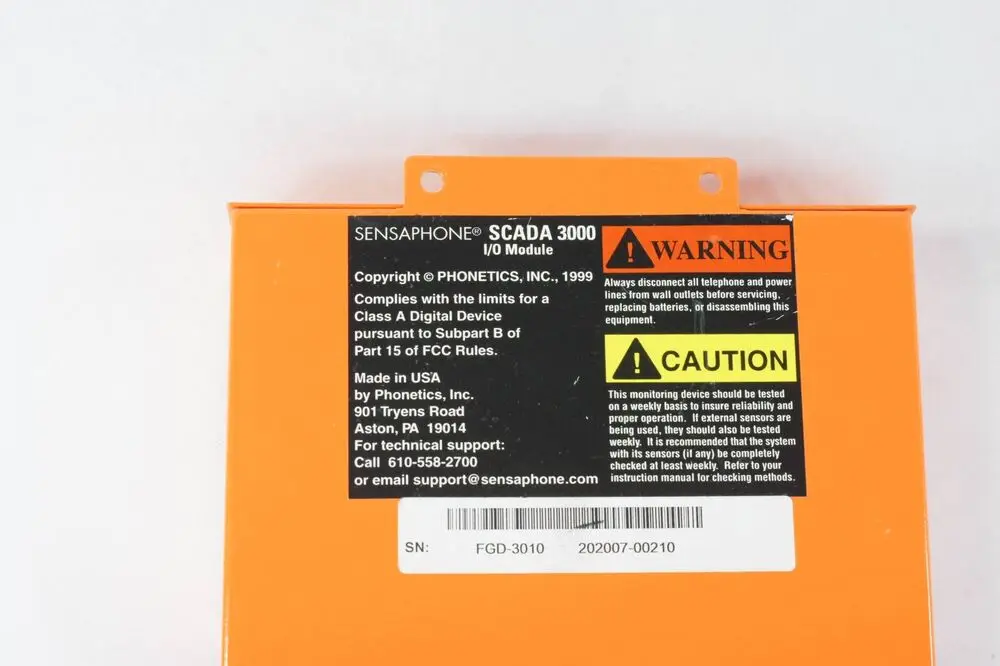 SENSAPHONE® SCADA 3000
I/O Module
Copyright © PHONETICS, INC., 1999
Complies with the limits for a
Class A Digital Device
pursuant to Subpart B of
Part 15 of FCC Rules.
Made in USA
by Phonetics, Inc.
901 Tryens Road
Aston, PA 19014
For technical support:
Call 610-558-2700
or email support@sensaphone.com
WARNING
Always disconnect all telephone and power
lines from wall outlets before servicing,
replacing batteries, or disassembling this
equipment.
CAUTION
This monitoring device should be tested
on a weekly basis to insure reliability and
proper operation. If external sensors are
being used, they should also be tested
weekly. It is recommended that the system
with its sensors (if any) be completely
checked at least weekly. Refer to your
instruction manual for checking methods.
SN: FGD-3010 202007-00210